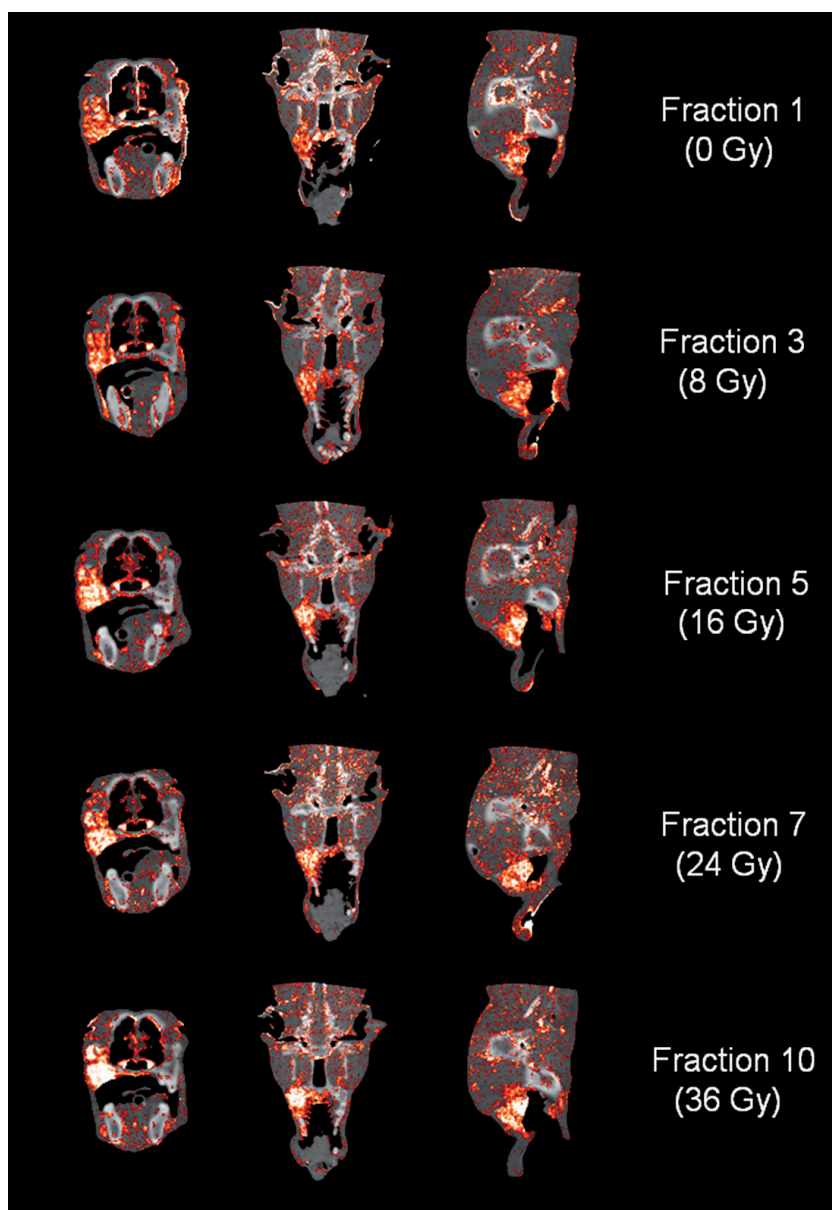 Fraction 1
(0 Gy)
Fraction 3
(8 Gy)
Fraction 5
(16 Gy)
Fraction 7
(24 Gy)
Fraction 10
(36 Gy)